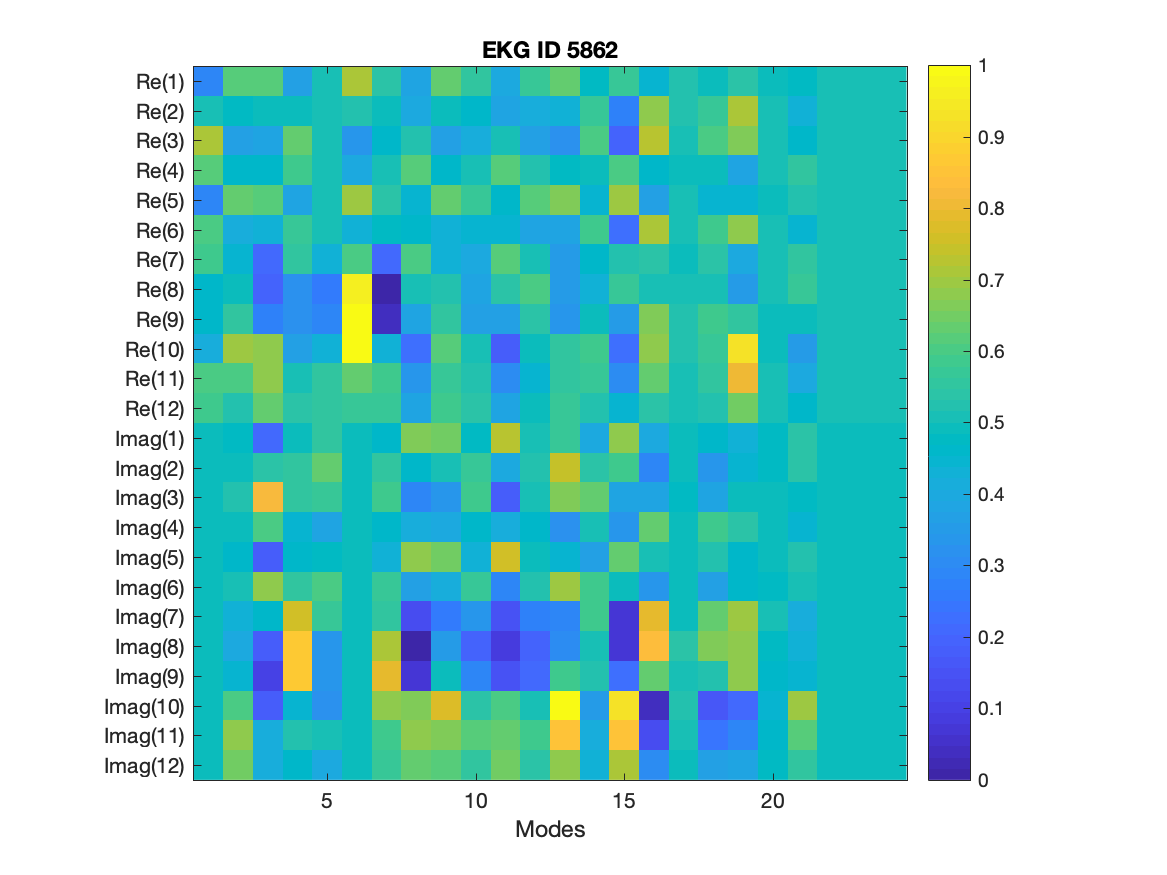 EKG ID 5862
Re(1)
Re(2)
Re(3)
Re(4)
Re(5)
Re(6)
Re(7)
Re(8)
Re(9)
Re(10)
Re(11)
Re(12)
Imag(1)
Imag(2)
Imag(3)
Imag(4)
Imag(5)
Imag(6)
Imag(7)
Imag(8)
Imag(9)
Imag(10)
Imag(11)
Imag(12)
5 10 15 20
Modes
1
0.9
0.8
0.7
0.6
0.5
0.4
0.3
0.2
0.1
0